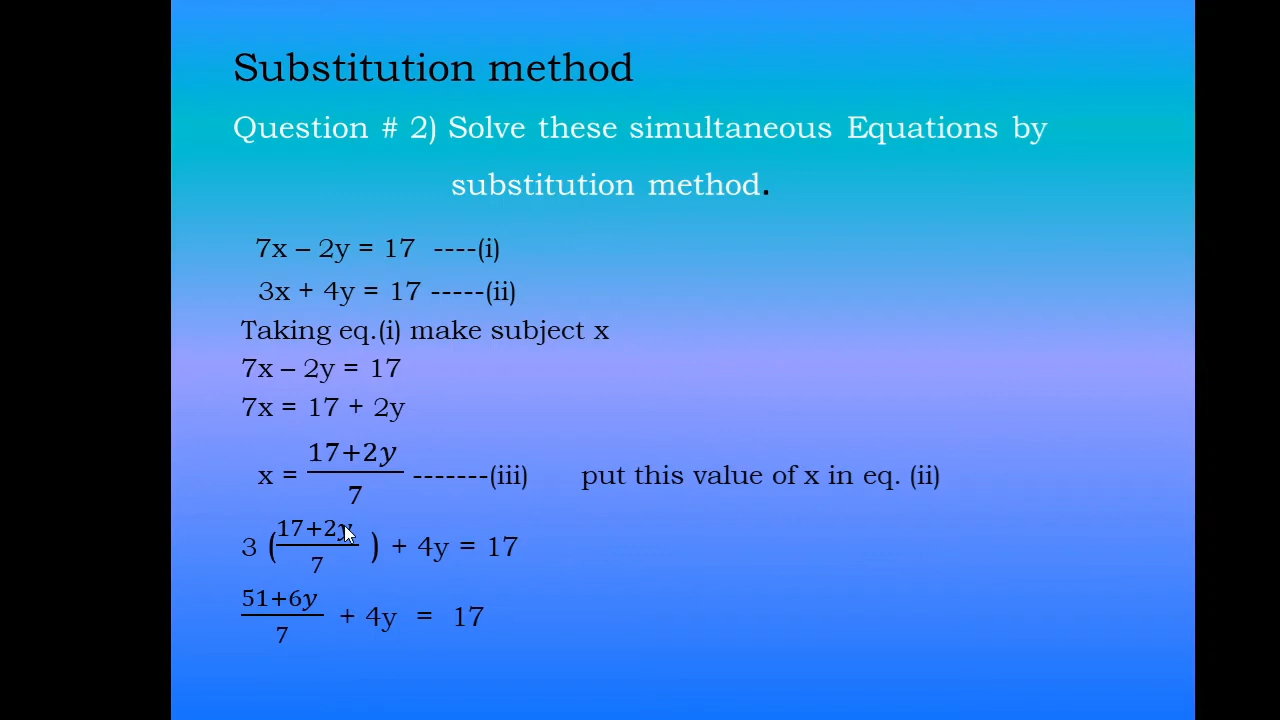 Substitution method
Question # 2) Solve these simultaneous Equations by
substitution method.
7x – 2y = 17 ----(i)
3x + 4y = 17 -----(ii)
Taking eq.(i) make subject x
7x – 2y = 17
7x = 17 + 2y
x = (17+2y)/7 -------(iii) put this value of x in eq. (ii)
3 ((17+2y)/7) + 4y = 17
(51+6y)/7 + 4y = 17